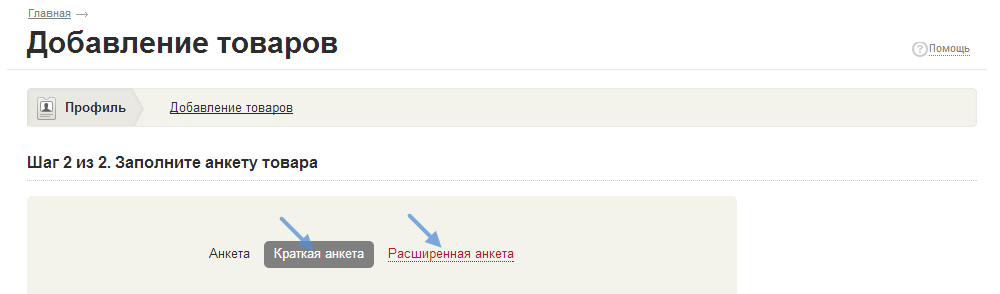 Главная →
Добавление товаров
? Помощь
Профиль Добавление товаров
Шаг 2 из 2. Заполните анкету товара
Анкета Краткая анкета Расширенная анкета